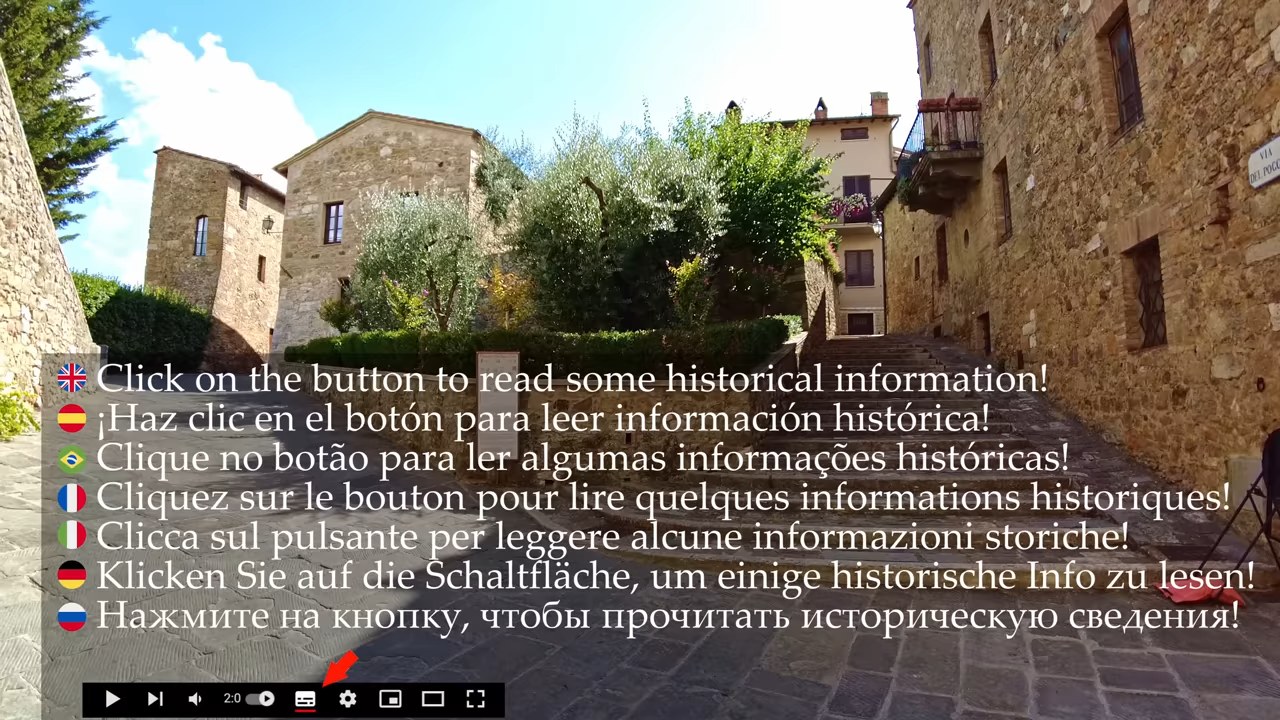 VIA
DEL POGG
Click on the button to read some historical information!
¡Haz clic en el botón para leer información histórica!
Clique no botão para ler algumas informações históricas!
Cliquez sur le bouton pour lire quelques informations historiques!
Clicca sul pulsante per leggere alcune informazioni storiche!
Klicken Sie auf die Schaltfläche, um einige historische Info zu lesen!
Нажмите на кнопку, чтобы прочитать историческую сведения!
2:0